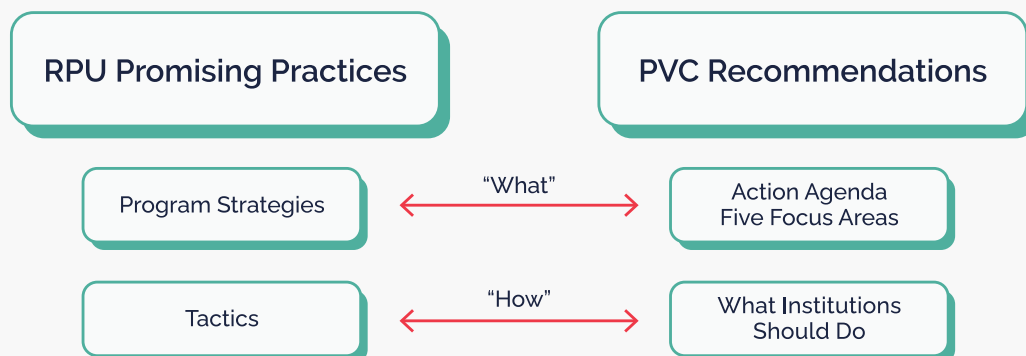 RPU Promising Practices
PVC Recommendations
Program Strategies
“What”
Action Agenda
Five Focus Areas
Tactics
“How”
What Institutions
Should Do